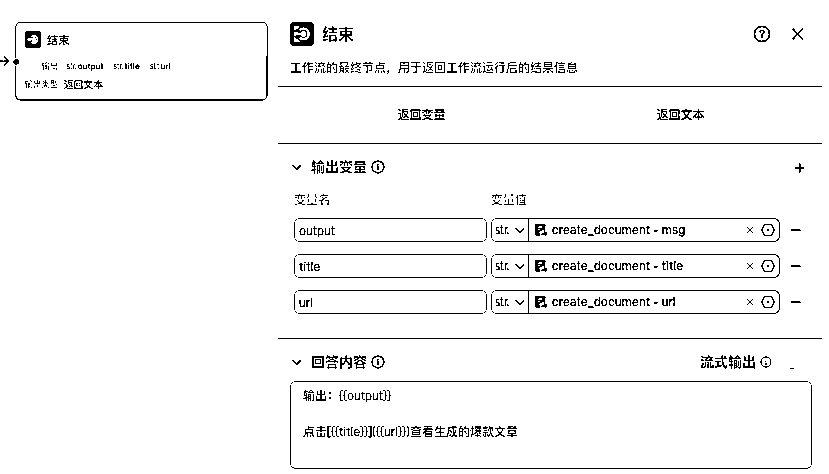 结束
输出 str.output str.title str.url
输出类型 返回文本
结束
工作流的最终节点，用于返回工作流运行后的结果信息
返回变量 返回文本
输出变量
变量名 变量值
output str. create_document - msg
title str. create_document - title
url str. create_document - url
回答内容 流式输出
输出：{{output}}
点击[{{title}}]({{url}})查看生成的爆款文章